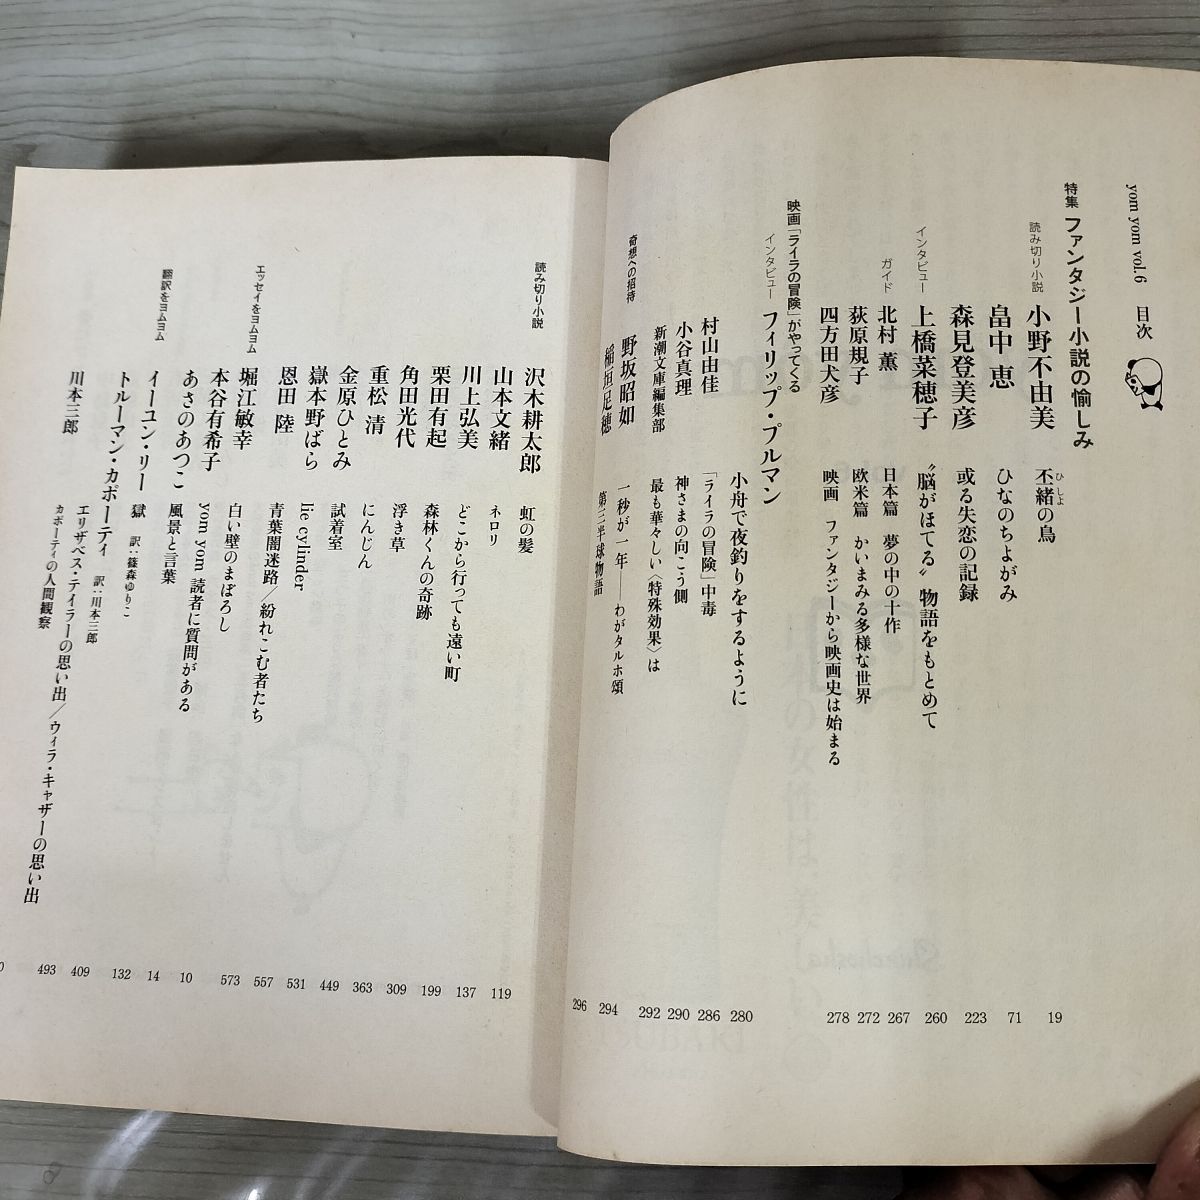 yom yom vol.6 目次
特集 ファンタジー小説の愉しみ
読み切り小説 小野不由美 丕緒の鳥 ひしよ 19
畠中 恵 ひなのちよがみ 71
森見登美彦 或る失恋の記録 223
インタビュー 上橋菜穂子 〝脳がほてる〟物語をもとめて 260
ガイド 北村 薫 日本篇 夢の中の十作 267
荻原規子 欧米篇 かいまみる多様な世界 272
四方田犬彦 映画 ファンタジーから映画史は始まる 278
映画「ライラの冒険」がやってくる
インタビュー フィリップ・プルマン 小舟で夜釣りをするように 280
村山由佳 「ライラの冒険」中毒 286
小谷真理 神さまの向こう側 290
新潮文庫編集部 最も華々しい〈特殊効果〉は 292
奇想への招待 野坂昭如 一秒が一年――わがタルホ頌 294
稲垣足穂 第三半球物語 296
読み切り小説 沢木耕太郎 虹の髪 119
山本文緒 ネロリ 137
川上弘美 どこから行っても遠い町 199
栗田有起 森林くんの奇跡 309
角田光代 浮き草 363
重松 清 にんじん 449
金原ひとみ 試着室 531
嶽本野ばら lie cylinder 557
恩田 陸 青葉闇迷路／紛れこむ者たち 573
エッセイをヨムヨム 堀江敏幸 白い壁のまぼろし 10
本谷有希子 yom yom 読者に質問がある 14
あさのあつこ 風景と言葉 132
翻訳をヨムヨム イーユン・リー 獄 訳：篠森ゆりこ 409
トルーマン・カポーティ 訳：川本三郎 エリザベス・テイラーの思い出／ウィラ・キャザーの思い出 493
川本三郎 カポーティの人間観察